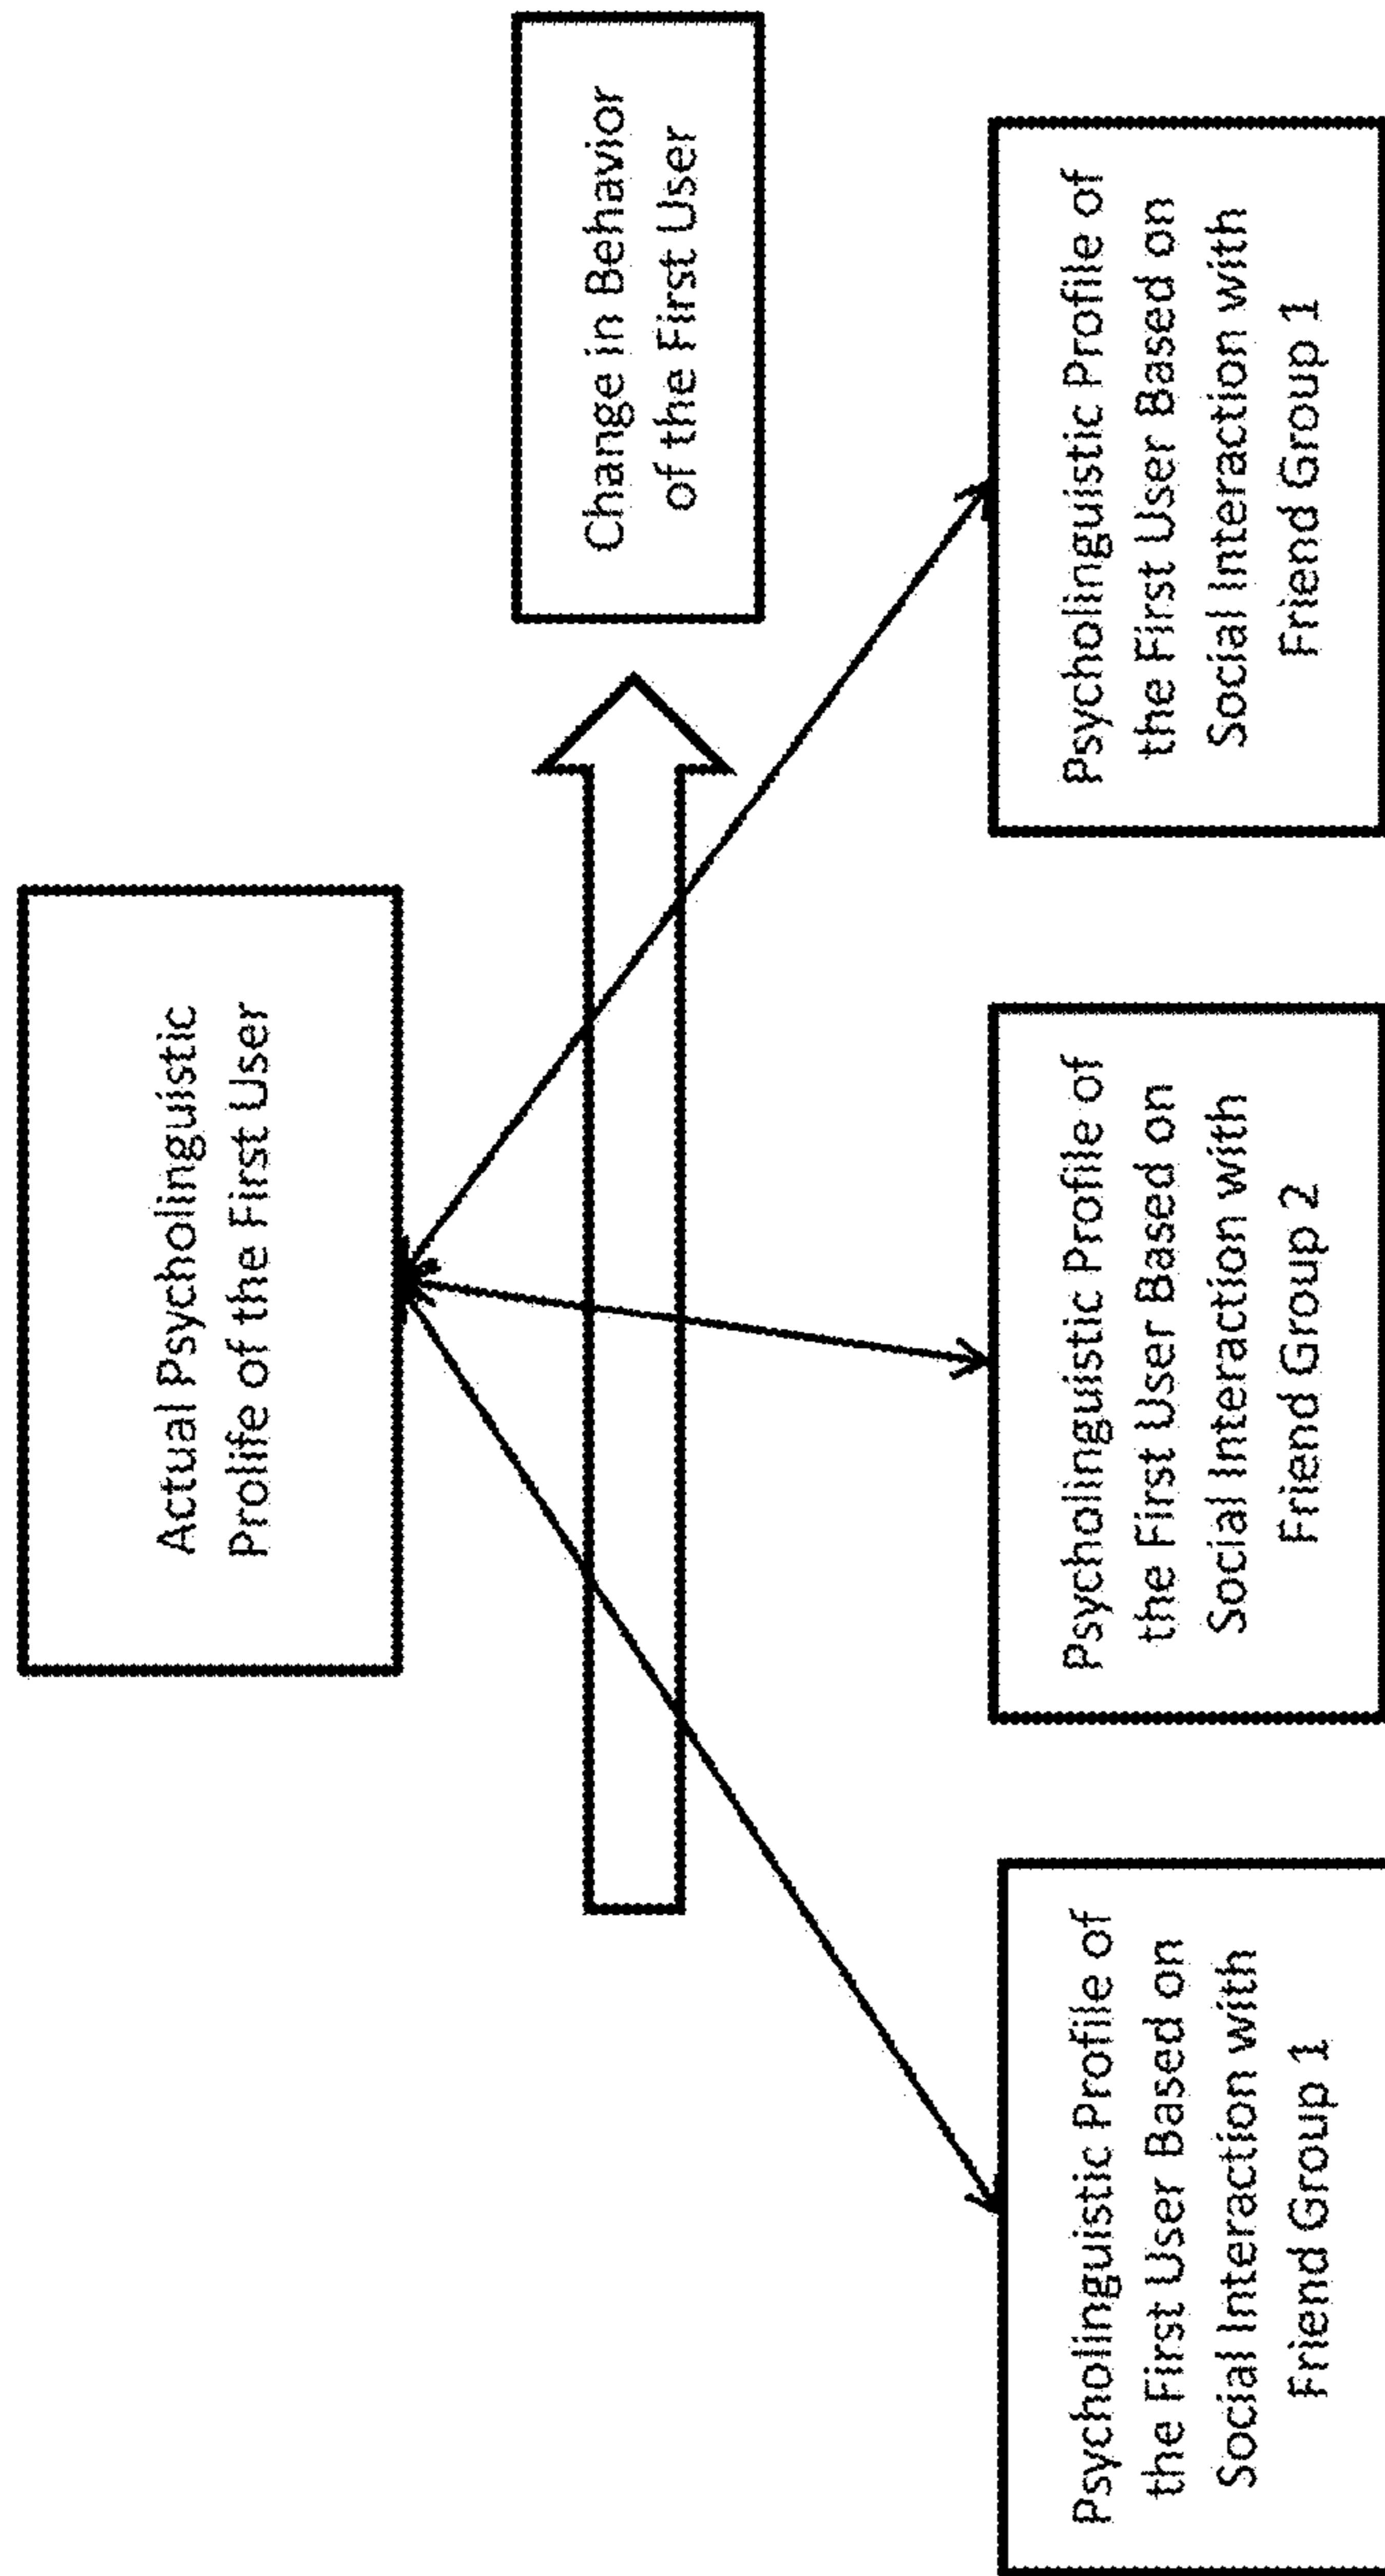 Actual Psycholinguistic
Prolife of the First User
Change in Behavior
of the First User
Psycholinguistic Profile of
the First User Based on
Social Interaction with
Friend Group 1
Psycholinguistic Profile of
the First User Based on
Social Interaction with
Friend Group 2
Psycholinguistic Profile of
the First User Based on
Social Interaction with
Friend Group 1